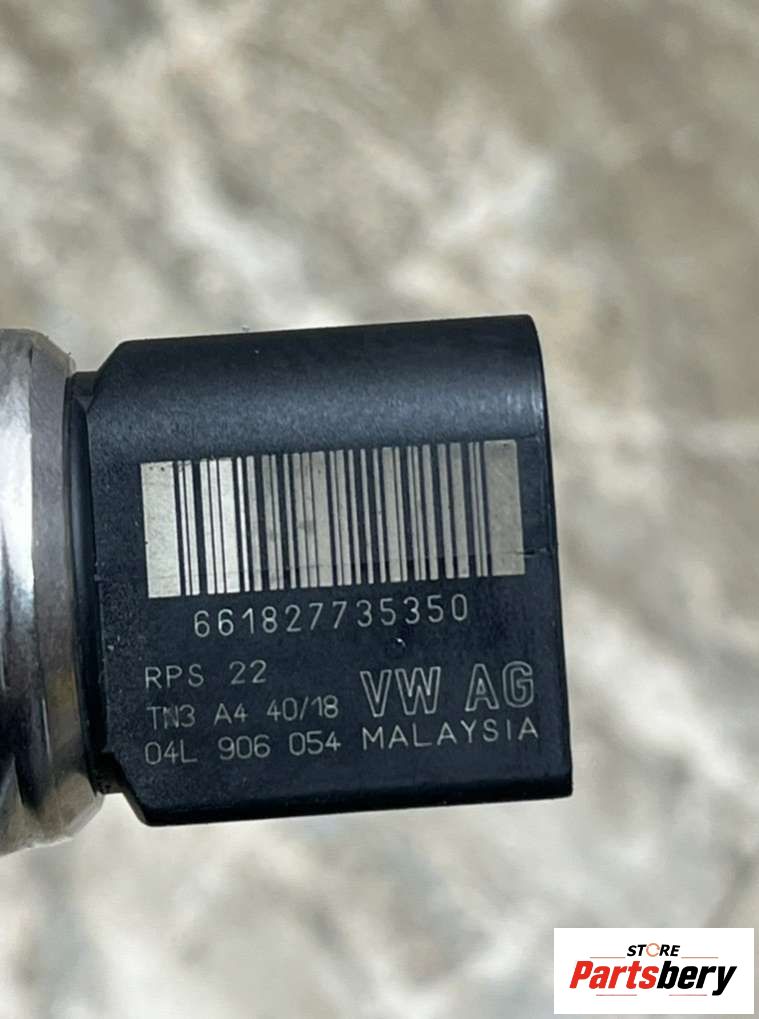 661827735350
RPS 22
TN3 A4 40/18 VW AG
04L 906 054 MALAYSIA
STORE
Partsbery